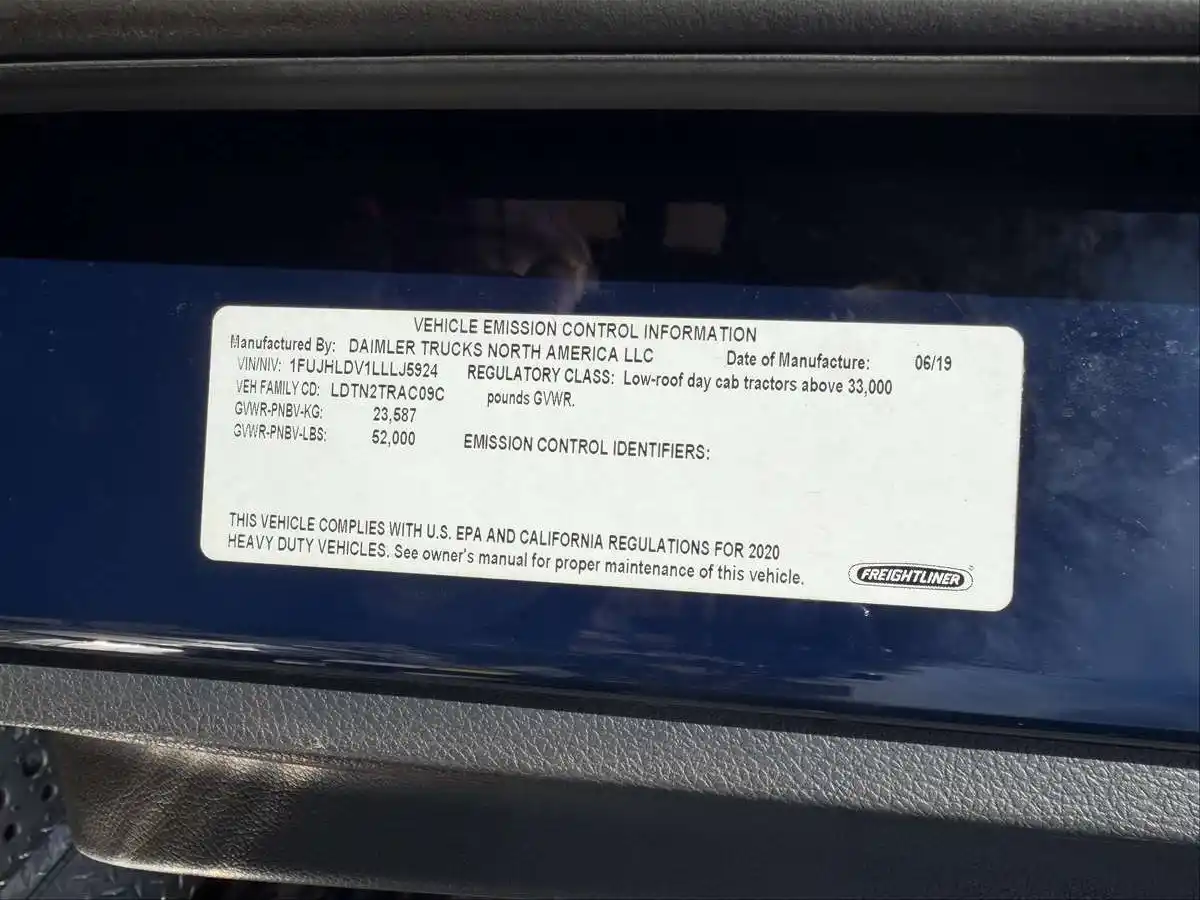 VEHICLE EMISSION CONTROL INFORMATION
Manufactured By: DAIMLER TRUCKS NORTH AMERICA LLC Date of Manufacture: 06/19
VIN/NIV: 1FUJHLDV1LLLJ5924 REGULATORY CLASS: Low-roof day cab tractors above 33,000
VEH FAMILY CD: LDTN2TRAC09C pounds GVWR.
GVWR-PNBV-KG: 23,587
GVWR-PNBV-LBS: 52,000 EMISSION CONTROL IDENTIFIERS:
THIS VEHICLE COMPLIES WITH U.S. EPA AND CALIFORNIA REGULATIONS FOR 2020
HEAVY DUTY VEHICLES. See owner's manual for proper maintenance of this vehicle.
FREIGHTLINER